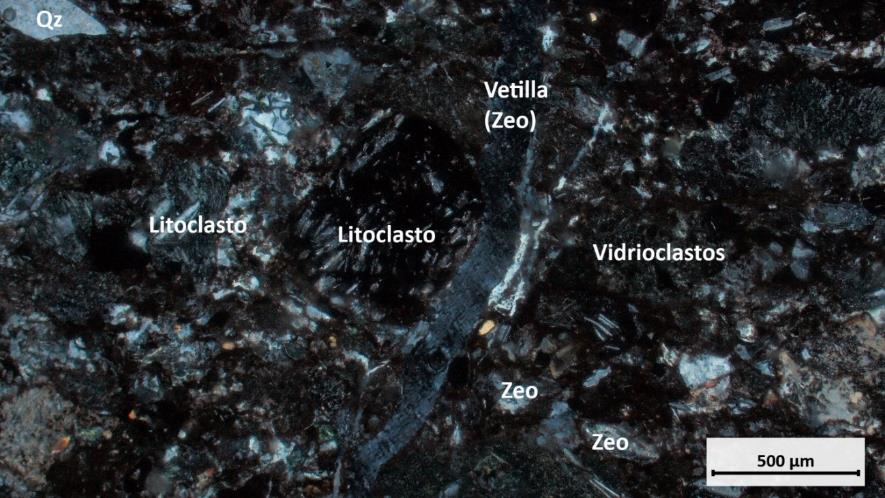 Qz
Vetilla
(Zeo)
Litoclasto
Litoclasto
Vidrioclastos
Zeo
Zeo
500 µm